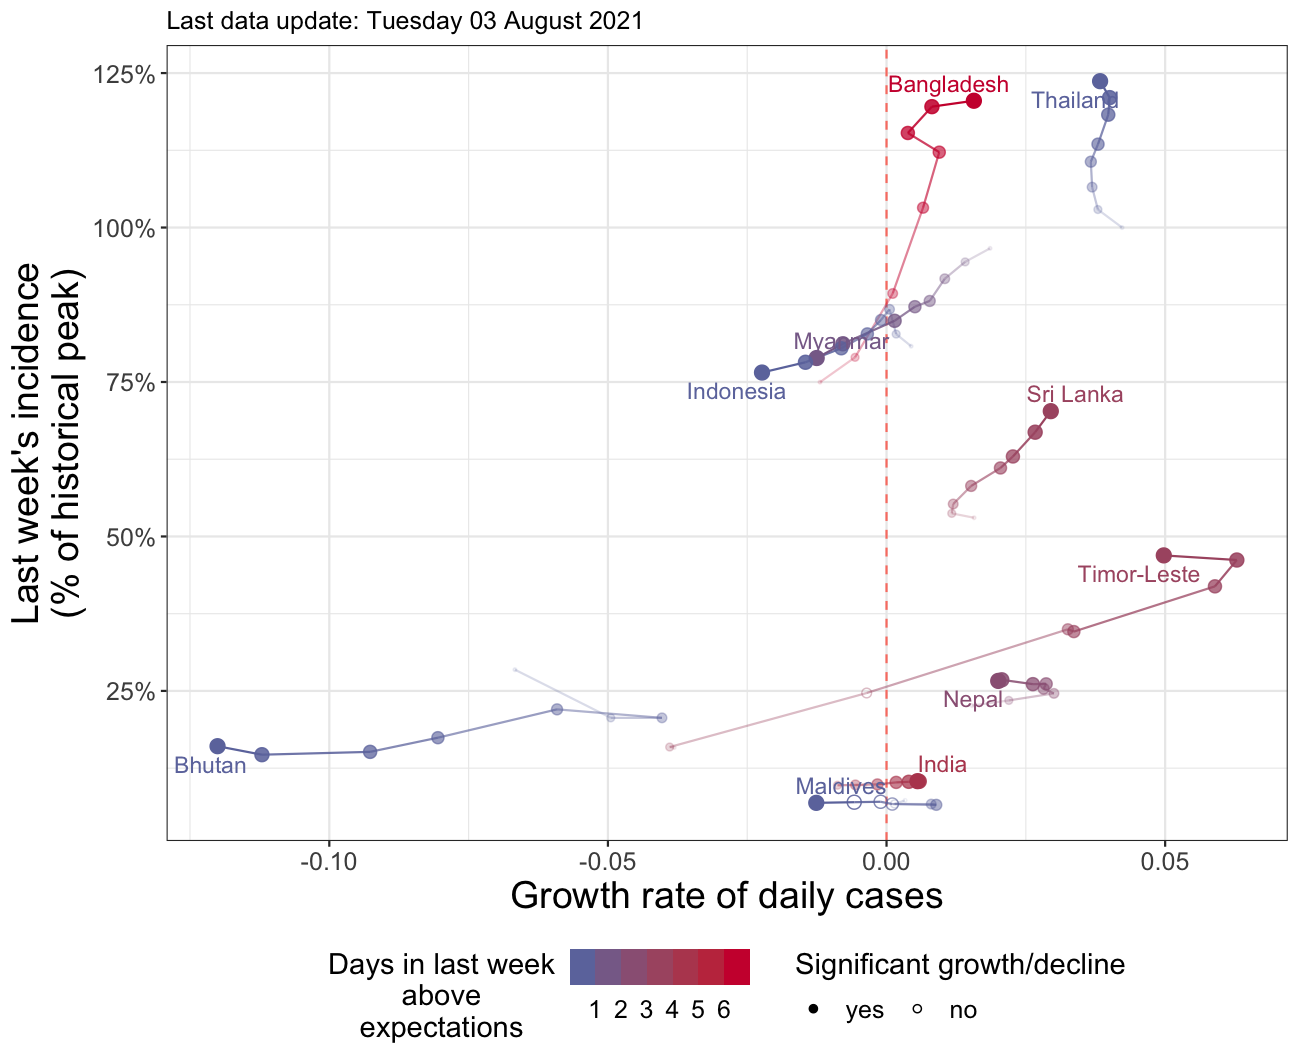 Last data update: Tuesday 03 August 2021
125%
100%
75%
50%
25%
Last week's incidence
(% of historical peak)
Bangladesh
Thailand
Myanmar
Indonesia
Sri Lanka
Timor-Leste
Nepal
Bhutan
India
Maldives
-0.10 -0.05 0.00 0.05
Growth rate of daily cases
Days in last week
above
expectations
1 2 3 4 5 6
Significant growth/decline
yes no